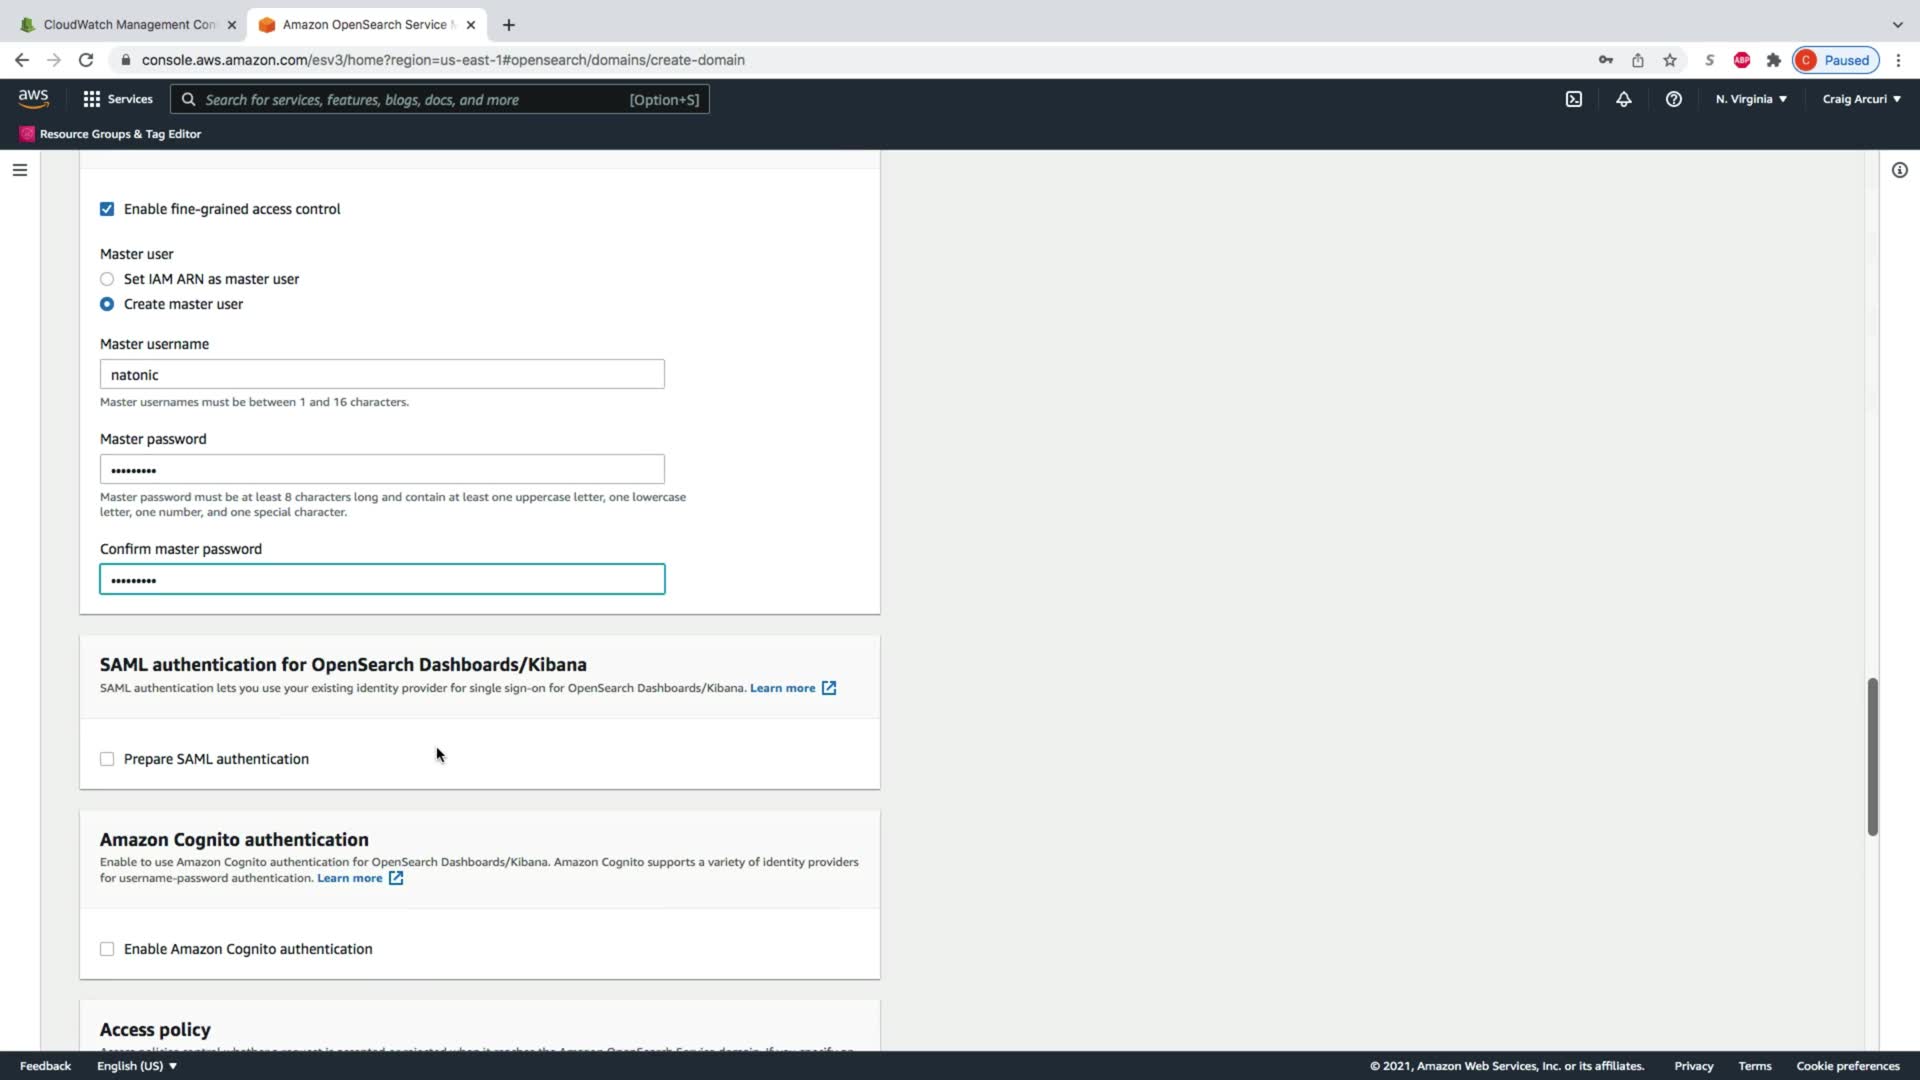 CloudWatch Management Con
Amazon OpenSearch Service M
console.aws.amazon.com/esv3/home?region=us-east-1#opensearch/domains/create-domain
S
ABP
C
Paused
aws
Services
Search for services, features, blogs, docs, and more
[Option+S]
N. Virginia
Craig Arcuri
Resource Groups & Tag Editor
Enable fine-grained access control
Master user
Set IAM ARN as master user
Create master user
Master username
natonic
Master usernames must be between 1 and 16 characters.
Master password
•••••••••
Master password must be at least 8 characters long and contain at least one uppercase letter, one lowercase
letter, one number, and one special character.
Confirm master password
•••••••••
SAML authentication for OpenSearch Dashboards/Kibana
SAML authentication lets you use your existing identity provider for single sign-on for OpenSearch Dashboards/Kibana. Learn more
Prepare SAML authentication
Amazon Cognito authentication
Enable to use Amazon Cognito authentication for OpenSearch Dashboards/Kibana. Amazon Cognito supports a variety of identity providers
for username-password authentication. Learn more
Enable Amazon Cognito authentication
Access policy
Feedback
English (US)
© 2021, Amazon Web Services, Inc. or its affiliates.
Privacy
Terms
Cookie preferences